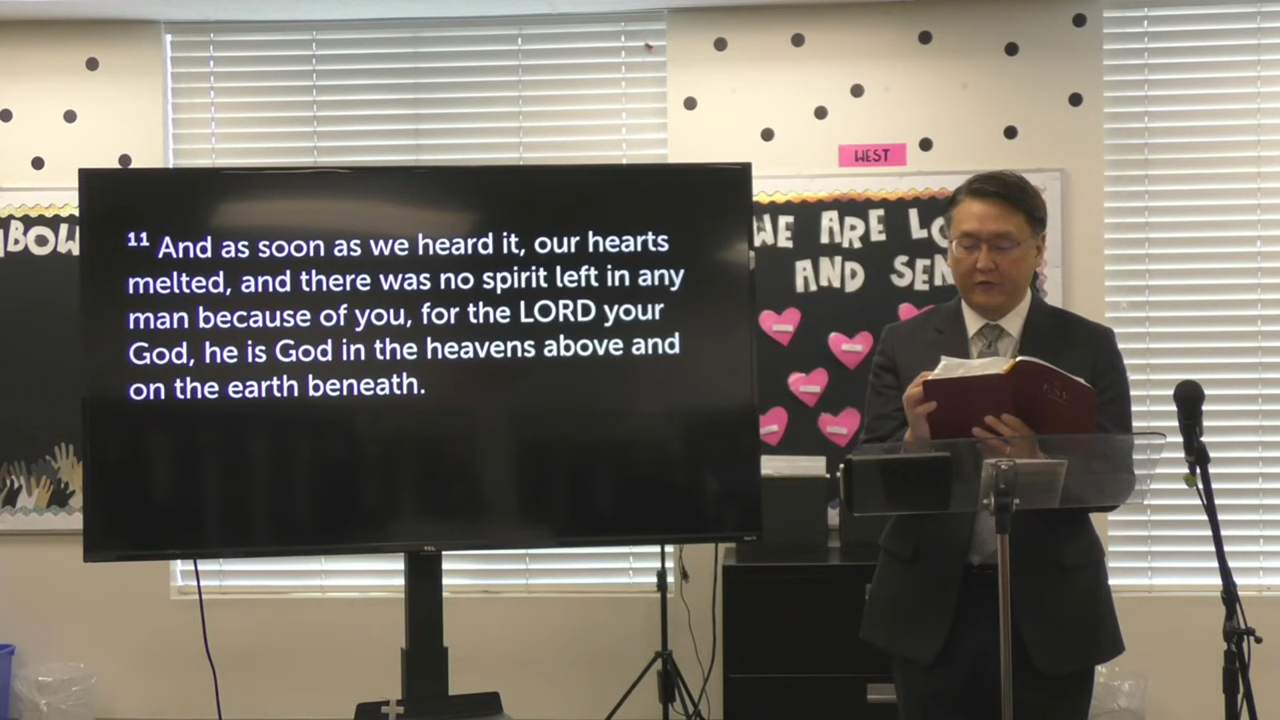 WEST
BOW
WE ARE
AND
11 And as soon as we heard it, our hearts
melted, and there was no spirit left in any
man because of you, for the LORD your
God, he is God in the heavens above and
on the earth beneath.
TCL